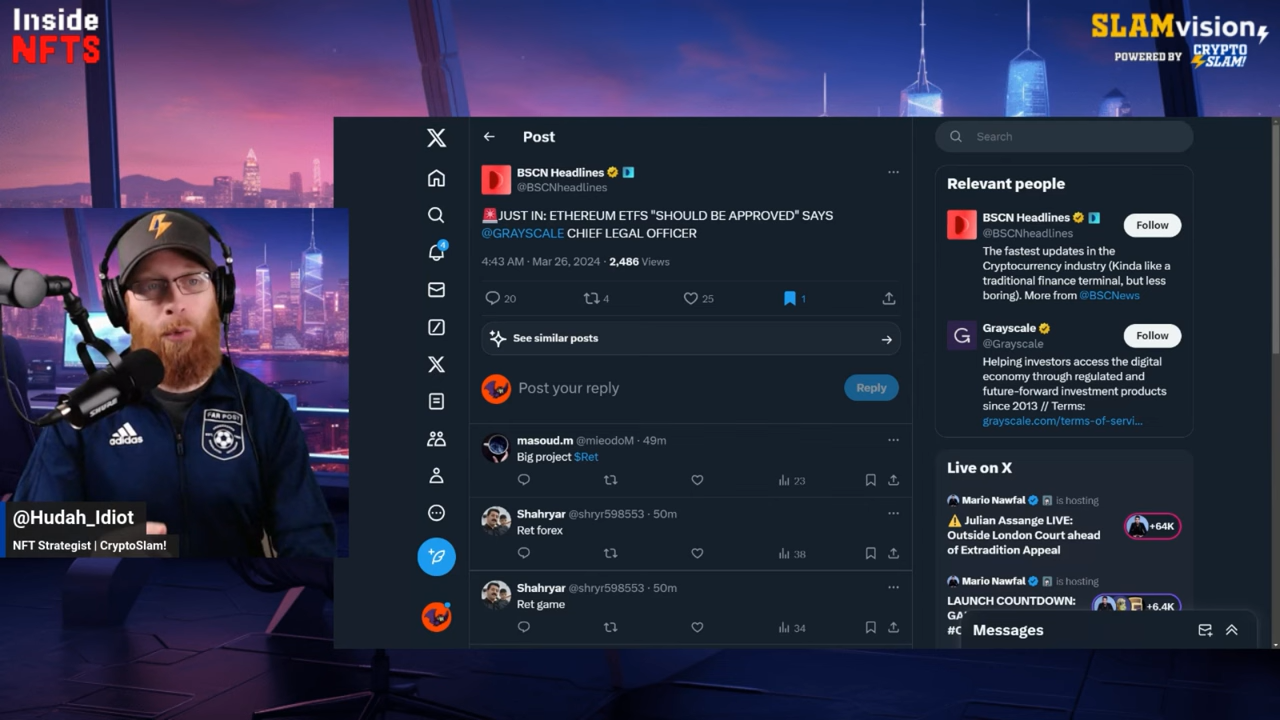 Inside
NFTS
SLAMvision
POWERED BY CRYPTO
SLAM!
Post
BSCN Headlines
@BSCNheadlines
🚨JUST IN: ETHEREUM ETFS "SHOULD BE APPROVED" SAYS
@GRAYSCALE CHIEF LEGAL OFFICER
4:43 AM · Mar 26, 2024 · 2,486 Views
20
4
25
1
See similar posts
Post your reply
Reply
masoud.m @mieodoM · 49m
Big project $Ret
23
Shahryar @shryr598553 · 50m
Ret forex
38
Shahryar @shryr598553 · 50m
Ret game
34
4
Search
Relevant people
BSCN Headlines
@BSCNheadlines
Follow
The fastest updates in the
Cryptocurrency industry (Kinda like a
traditional finance terminal, but less
boring). More from @BSCNews
Grayscale
@Grayscale
Follow
Helping investors access the digital
economy through regulated and
future-forward investment products
since 2013 // Terms:
grayscale.com/terms-of-servi...
Live on X
Mario Nawfal is hosting
⚠️ Julian Assange LIVE:
Outside London Court ahead
of Extradition Appeal
+64K
Mario Nawfal is hosting
LAUNCH COUNTDOWN:
+6.4K
Messages
SHURE
adidas
FAR POST
@Hudah_Idiot
NFT Strategist | CryptoSlam!